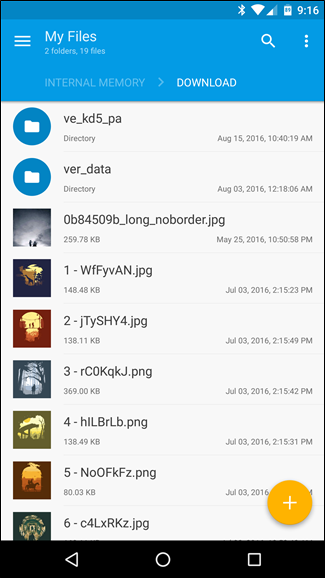 9:16
My Files
2 folders, 19 files
INTERNAL MEMORY > DOWNLOAD
ve_kd5_pa
Directory Aug 15, 2016, 10:40:19 AM
ver_data
Directory Aug 03, 2016, 12:18:06 AM
0b84509b_long_noborder.jpg
259.78 KB May 25, 2016, 10:50:58 PM
1 - WfFyvAN.jpg
148.48 KB Jul 03, 2016, 2:15:23 PM
2 - jTySHY4.jpg
138.11 KB Jul 03, 2016, 2:15:49 PM
3 - rC0KqkJ.png
369.00 KB Jul 03, 2016, 2:15:42 PM
4 - hILBrLb.png
138.49 KB Jul 03, 2016, 2:15:31 PM
5 - NoOFkFz.png
80.03 KB Jul 03, 2016,
6 - c4LxRKz.jpg